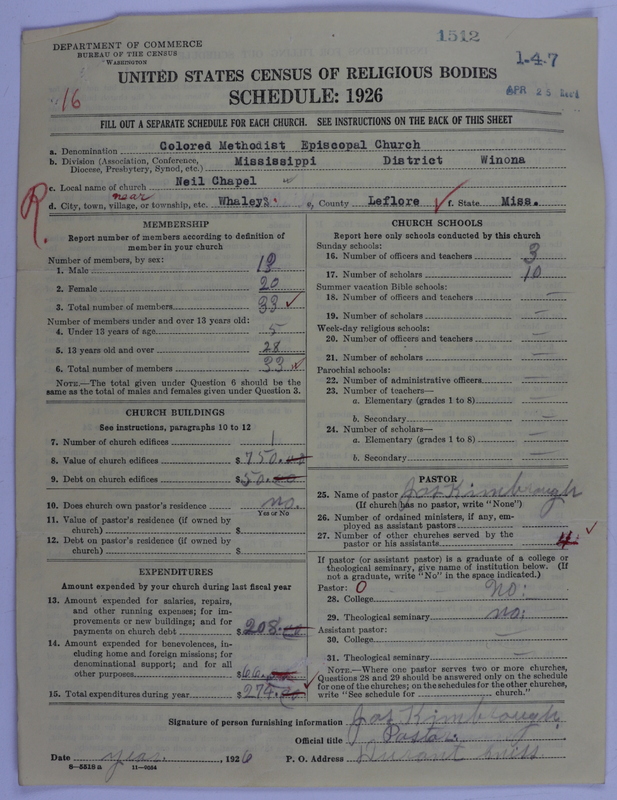 1512
DEPARTMENT OF COMMERCE
BUREAU OF THE CENSUS
WASHINGTON
1-4-7
APR 25 Rec'd
UNITED STATES CENSUS OF RELIGIOUS BODIES
16
SCHEDULE: 1926
FILL OUT A SEPARATE SCHEDULE FOR EACH CHURCH. SEE INSTRUCTIONS ON THE BACK OF THIS SHEET
a. Denomination Colored Methodist Episcopal Church
b. Division (Association, Conference, Diocese, Presbytery, Synod, etc.) Mississippi District Winona
c. Local name of church Neil Chapel
R. near
d. City, town, village, or township, etc. Whaleys. e. County Leflore f. State Miss.
MEMBERSHIP
Report number of members according to definition of
member in your church
Number of members, by sex:
1. Male 13
2. Female 20
3. Total number of members 33
Number of members under and over 13 years old:
4. Under 13 years of age 5
5. 13 years old and over 28
6. Total number of members 33
NOTE.—The total given under Question 6 should be the
same as the total of males and females given under Question 3.
CHURCH BUILDINGS
See instructions, paragraphs 10 to 12
7. Number of church edifices 1
8. Value of church edifices $ 750.00
9. Debt on church edifices $ 50.00
10. Does church own pastor's residence no.
Yes or No
11. Value of pastor's residence (if owned by
church) $
12. Debt on pastor's residence (if owned by
church) $
EXPENDITURES
Amount expended by your church during last fiscal year
13. Amount expended for salaries, repairs,
and other running expenses; for im-
provements or new buildings; and for
payments on church debt $ 208.00
14. Amount expended for benevolences, in-
cluding home and foreign missions; for
denominational support; and for all
other purposes $ 66.
15. Total expenditures during year $ 274.00
CHURCH SCHOOLS
Report here only schools conducted by this church
Sunday schools:
16. Number of officers and teachers 3
17. Number of scholars 10
Summer vacation Bible schools:
18. Number of officers and teachers —
19. Number of scholars —
Week-day religious schools:
20. Number of officers and teachers —
21. Number of scholars —
Parochial schools:
22. Number of administrative officers —
23. Number of teachers—
a. Elementary (grades 1 to 8) —
b. Secondary —
24. Number of scholars—
a. Elementary (grades 1 to 8) —
b. Secondary —
PASTOR
25. Name of pastor Jas Kimbrough
(If church has no pastor, write "None")
26. Number of ordained ministers, if any, em-
ployed as assistant pastors
27. Number of other churches served by the
pastor or his assistants 4
If pastor (or assistant pastor) is a graduate of a college or
theological seminary, give name of institution below. (If
not a graduate, write "No" in the space indicated.)
Pastor: 0
28. College No:
29. Theological seminary no:
Assistant pastor:
30. College —
31. Theological seminary —
NOTE.—Where one pastor serves two or more churches,
Questions 28 and 29 should be answered only on the schedule
for one of the churches; on the schedules for the other churches,
write "See schedule for church."
Signature of person furnishing information Jas Kimbrough.
Official title Pastor.
Date year, 1926 P. O. Address Durant Miss
8—5518 a 11—9054